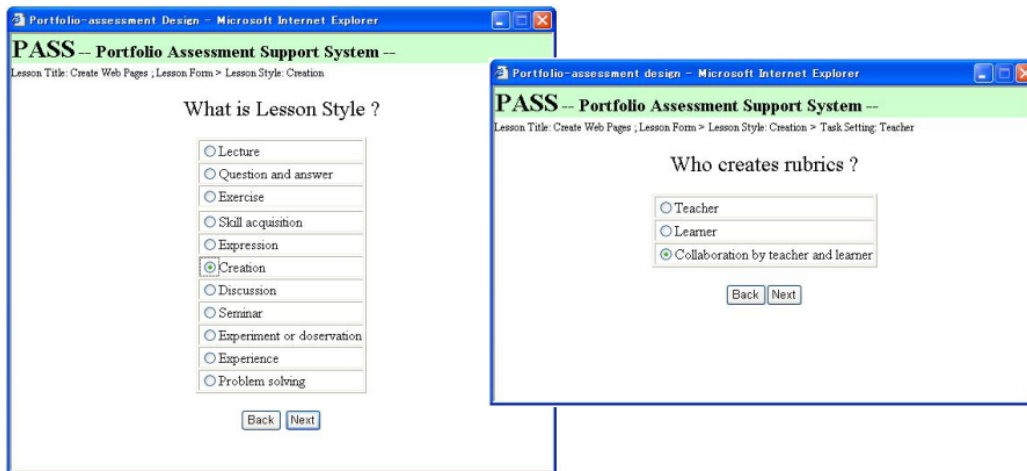 Portfolio-assessment Design - Microsoft Internet Explorer
PASS -- Portfolio Assessment Support System --
Lesson Title: Create Web Pages ; Lesson Form > Lesson Style: Creation
What is Lesson Style ?
Lecture
Question and answer
Exercise
Skill acquisition
Expression
Creation
Discussion
Seminar
Experiment or doservation
Experience
Problem solving
Back Next
Portfolio-assessment design - Microsoft Internet Explorer
PASS -- Portfolio Assessment Support System --
Lesson Title: Create Web Pages ; Lesson Form > Lesson Style: Creation > Task Setting: Teacher
Who creates rubrics ?
Teacher
Learner
Collaboration by teacher and learner
Back Next